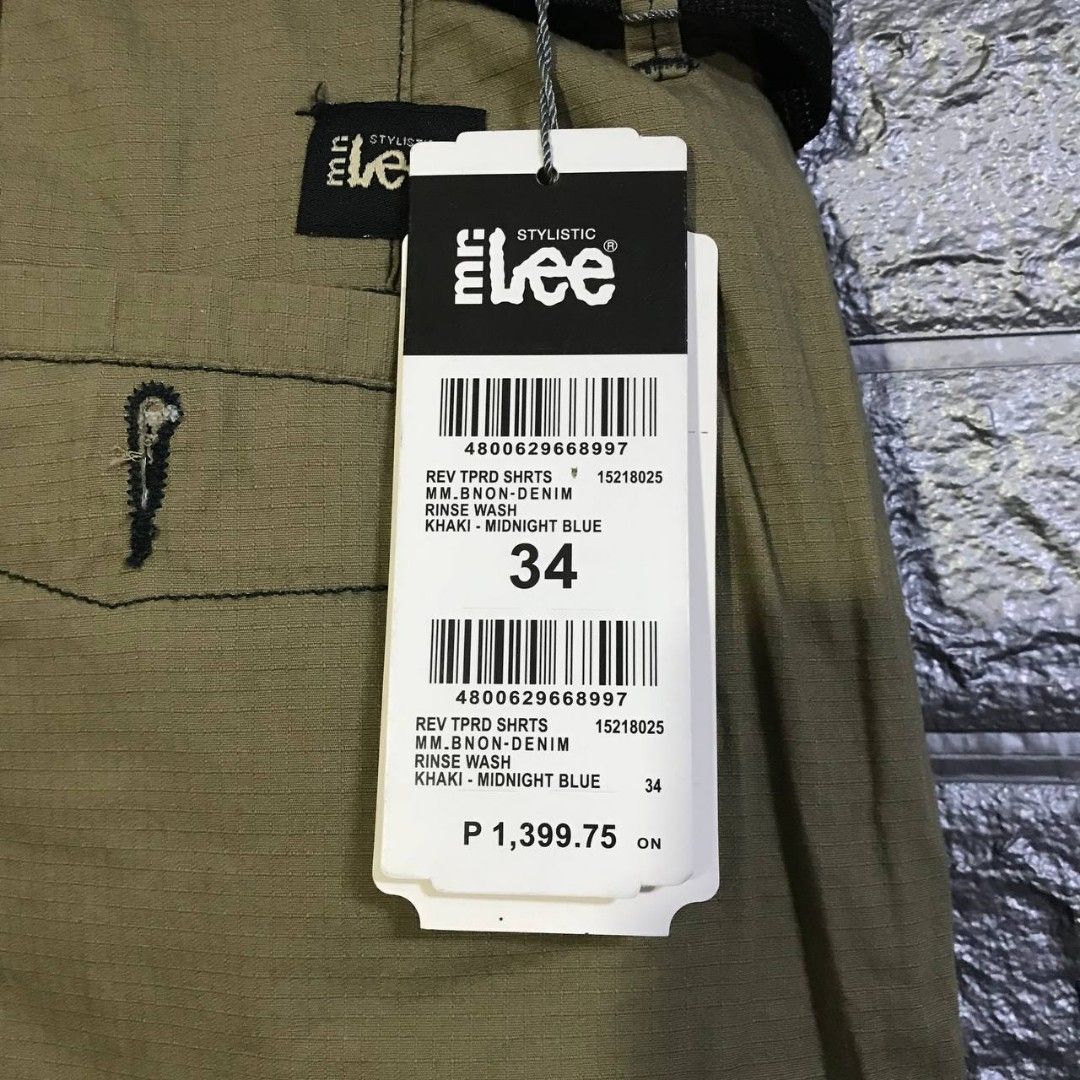 STYLISTIC
mr. Lee
STYLISTIC
mr. Lee®
4800629668997
REV TPRD SHRTS 15218025
MM.BNON-DENIM
RINSE WASH
KHAKI - MIDNIGHT BLUE
34
4800629668997
REV TPRD SHRTS 15218025
MM.BNON-DENIM
RINSE WASH
KHAKI - MIDNIGHT BLUE 34
P 1,399.75 ON